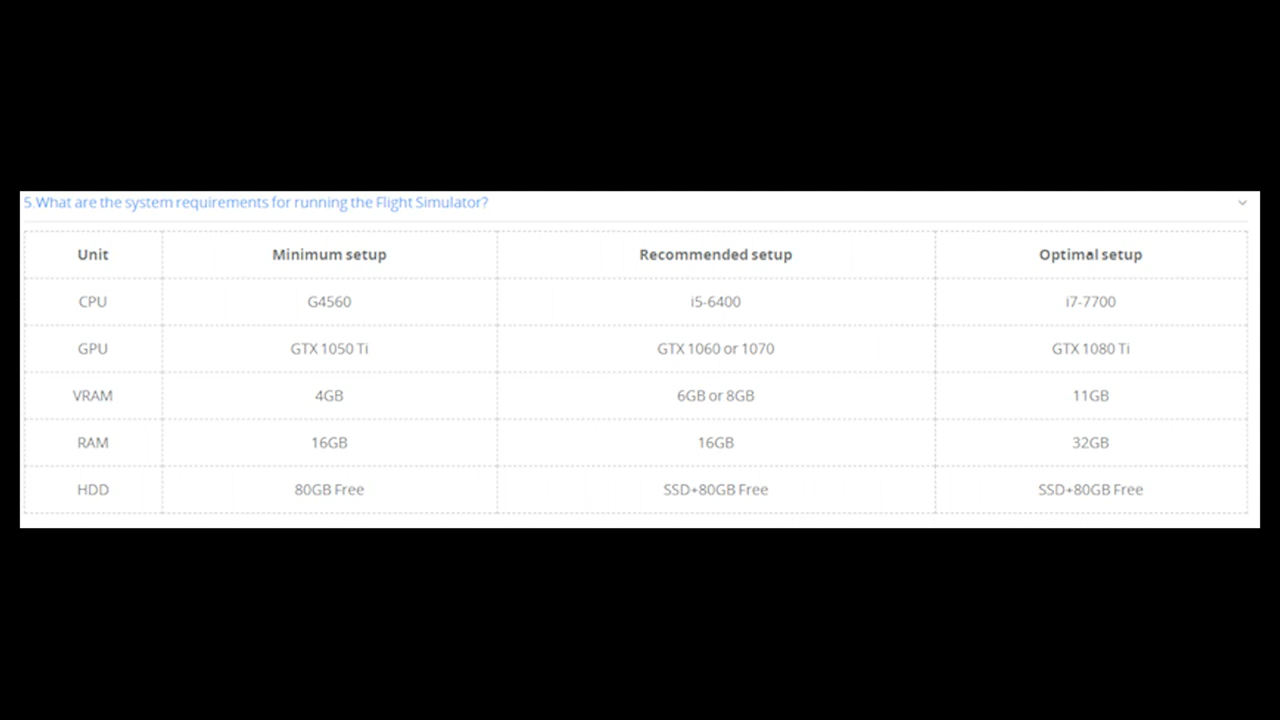 5.What are the system requirements for running the Flight Simulator?
Unit Minimum setup Recommended setup Optimal setup
CPU G4560 i5-6400 i7-7700
GPU GTX 1050 Ti GTX 1060 or 1070 GTX 1080 Ti
VRAM 4GB 6GB or 8GB 11GB
RAM 16GB 16GB 32GB
HDD 80GB Free SSD+80GB Free SSD+80GB Free